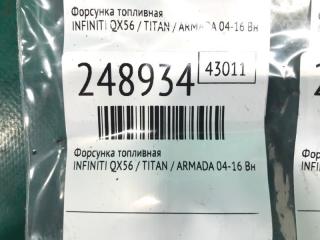 Форсунка топливная
INFINITI QX56 / TITAN / ARMADA 04-16 Вн
248934 43011
Форсунка топливная
INFINITI QX56 / TITAN / ARMADA 04-16 Вн